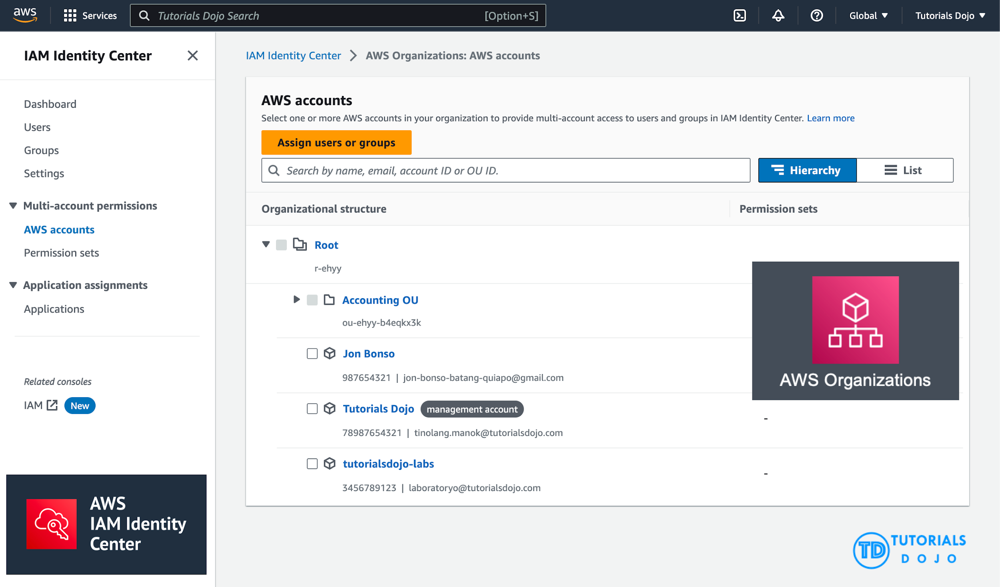 aws
Services
Tutorials Dojo Search
[Option+S]
Global
Tutorials Dojo
IAM Identity Center
Dashboard
Users
Groups
Settings
Multi-account permissions
AWS accounts
Permission sets
Application assignments
Applications
Related consoles
IAM New
AWS
IAM Identity
Center
IAM Identity Center > AWS Organizations: AWS accounts
AWS accounts
Select one or more AWS accounts in your organization to provide multi-account access to users and groups in IAM Identity Center. Learn more
Assign users or groups
Search by name, email, account ID or OU ID.
Hierarchy
List
Organizational structure
Permission sets
Root
r-ehyy
Accounting OU
ou-ehyy-b4eqkx3k
Jon Bonso
987654321 | jon-bonso-batang-quiapo@gmail.com
Tutorials Dojo management account
-
78987654321 | tinolang.manok@tutorialsdojo.com
tutorialsdojo-labs
-
3456789123 | laboratoryo@tutorialsdojo.com
AWS Organizations
TD
TUTORIALS
DOJO